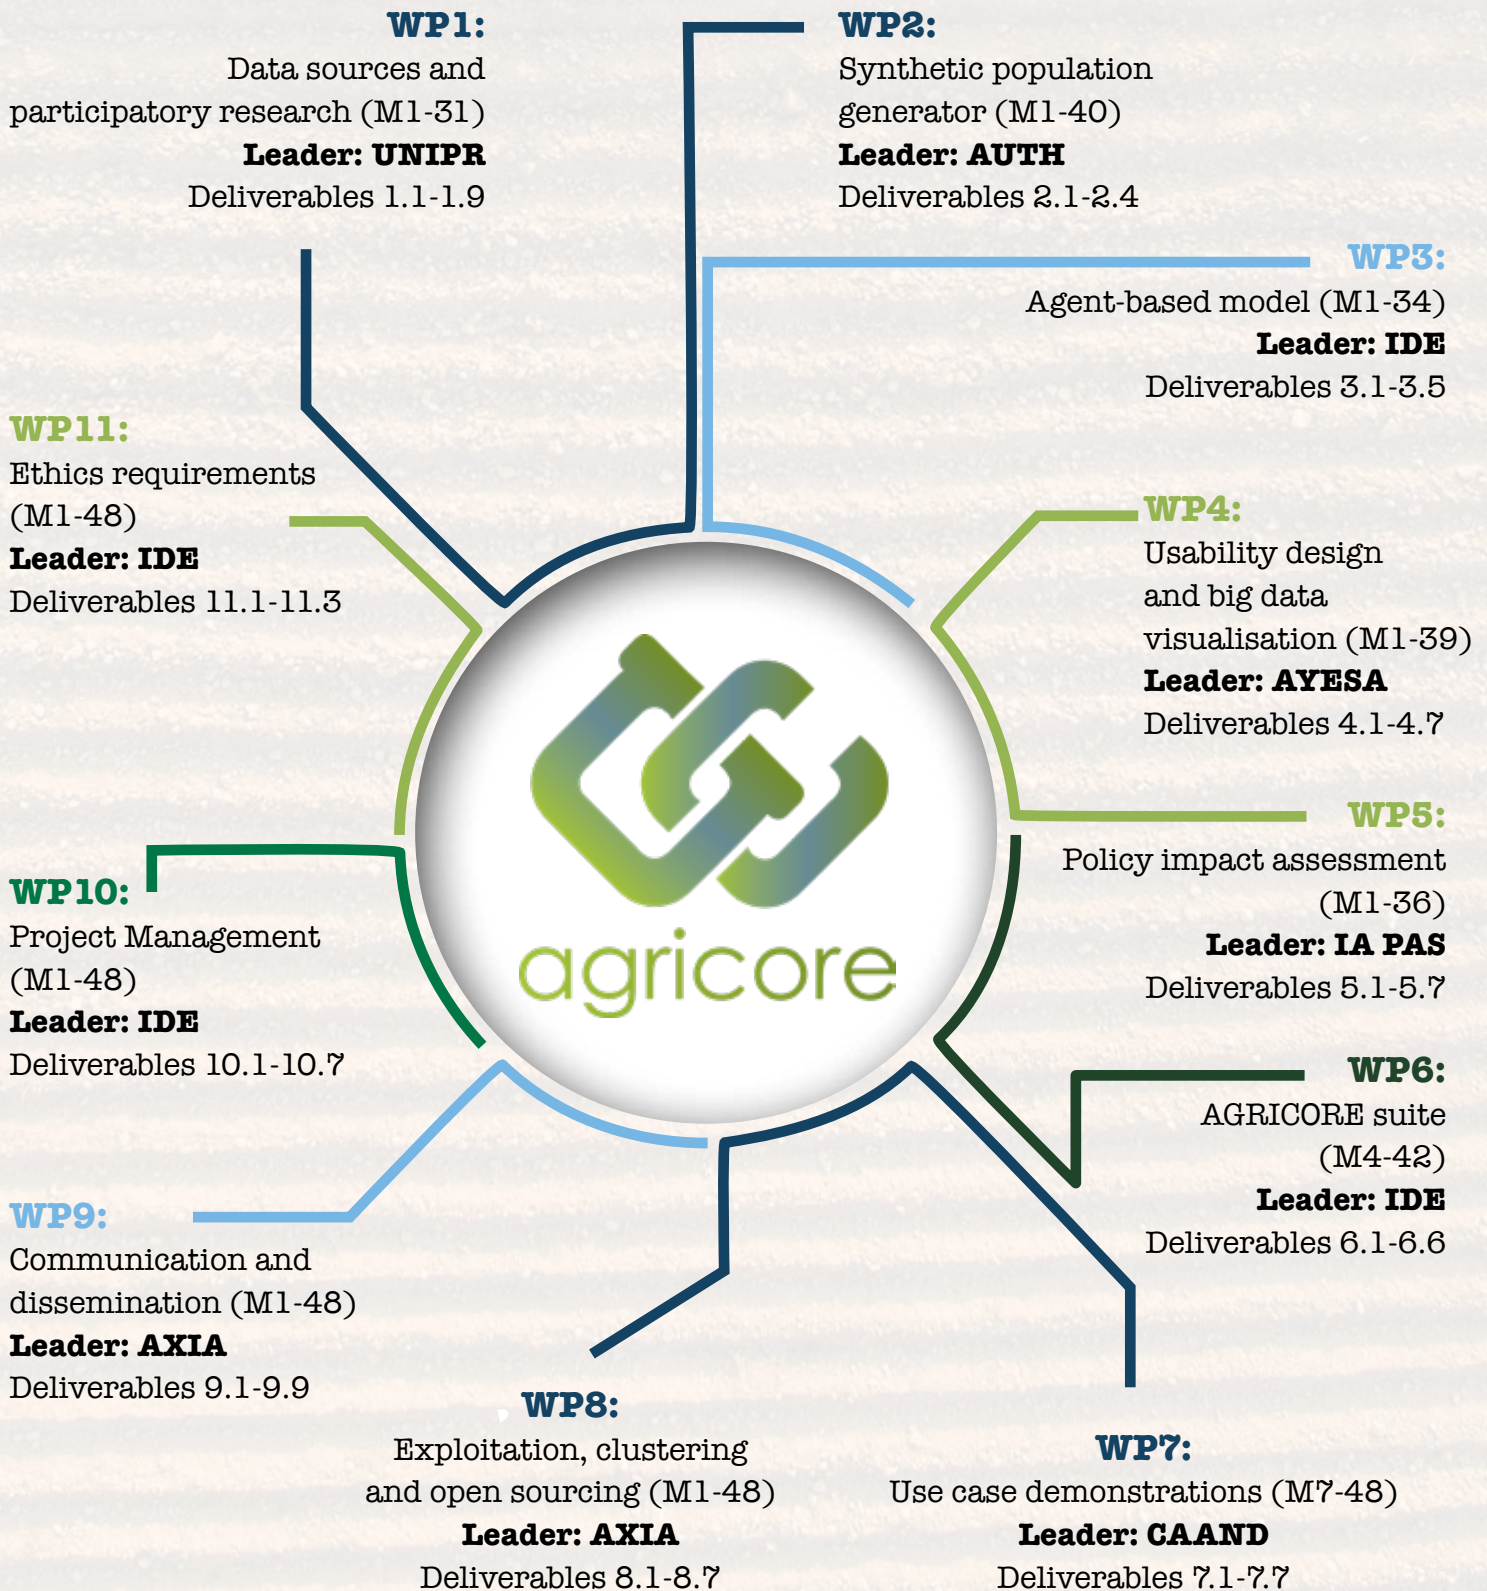 WP1:
Data sources and
participatory research (M1-31)
Leader: UNIPR
Deliverables 1.1-1.9
WP2:
Synthetic population
generator (M1-40)
Leader: AUTH
Deliverables 2.1-2.4
WP3:
Agent-based model (M1-34)
Leader: IDE
Deliverables 3.1-3.5
WP4:
Usability design
and big data
visualisation (M1-39)
Leader: AYESA
Deliverables 4.1-4.7
WP5:
Policy impact assessment
(M1-36)
Leader: IA PAS
Deliverables 5.1-5.7
WP6:
AGRICORE suite
(M4-42)
Leader: IDE
Deliverables 6.1-6.6
WP7:
Use case demonstrations (M7-48)
Leader: CAAND
Deliverables 7.1-7.7
WP8:
Exploitation, clustering
and open sourcing (M1-48)
Leader: AXIA
Deliverables 8.1-8.7
WP9:
Communication and
dissemination (M1-48)
Leader: AXIA
Deliverables 9.1-9.9
WP10:
Project Management
(M1-48)
Leader: IDE
Deliverables 10.1-10.7
WP11:
Ethics requirements
(M1-48)
Leader: IDE
Deliverables 11.1-11.3
agricore